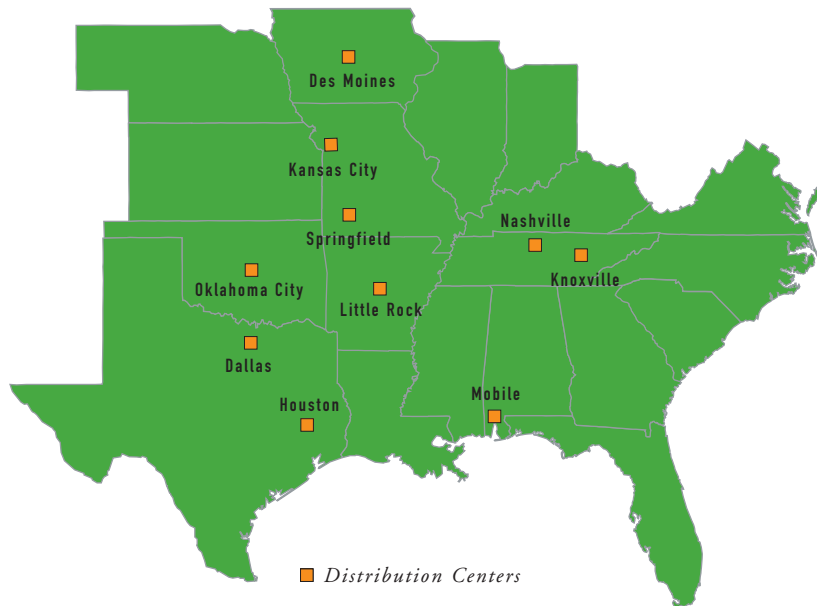 Des Moines
Kansas City
Nashville
Springfield
Knoxville
Oklahoma City
Little Rock
Dallas
Mobile
Houston
Distribution Centers